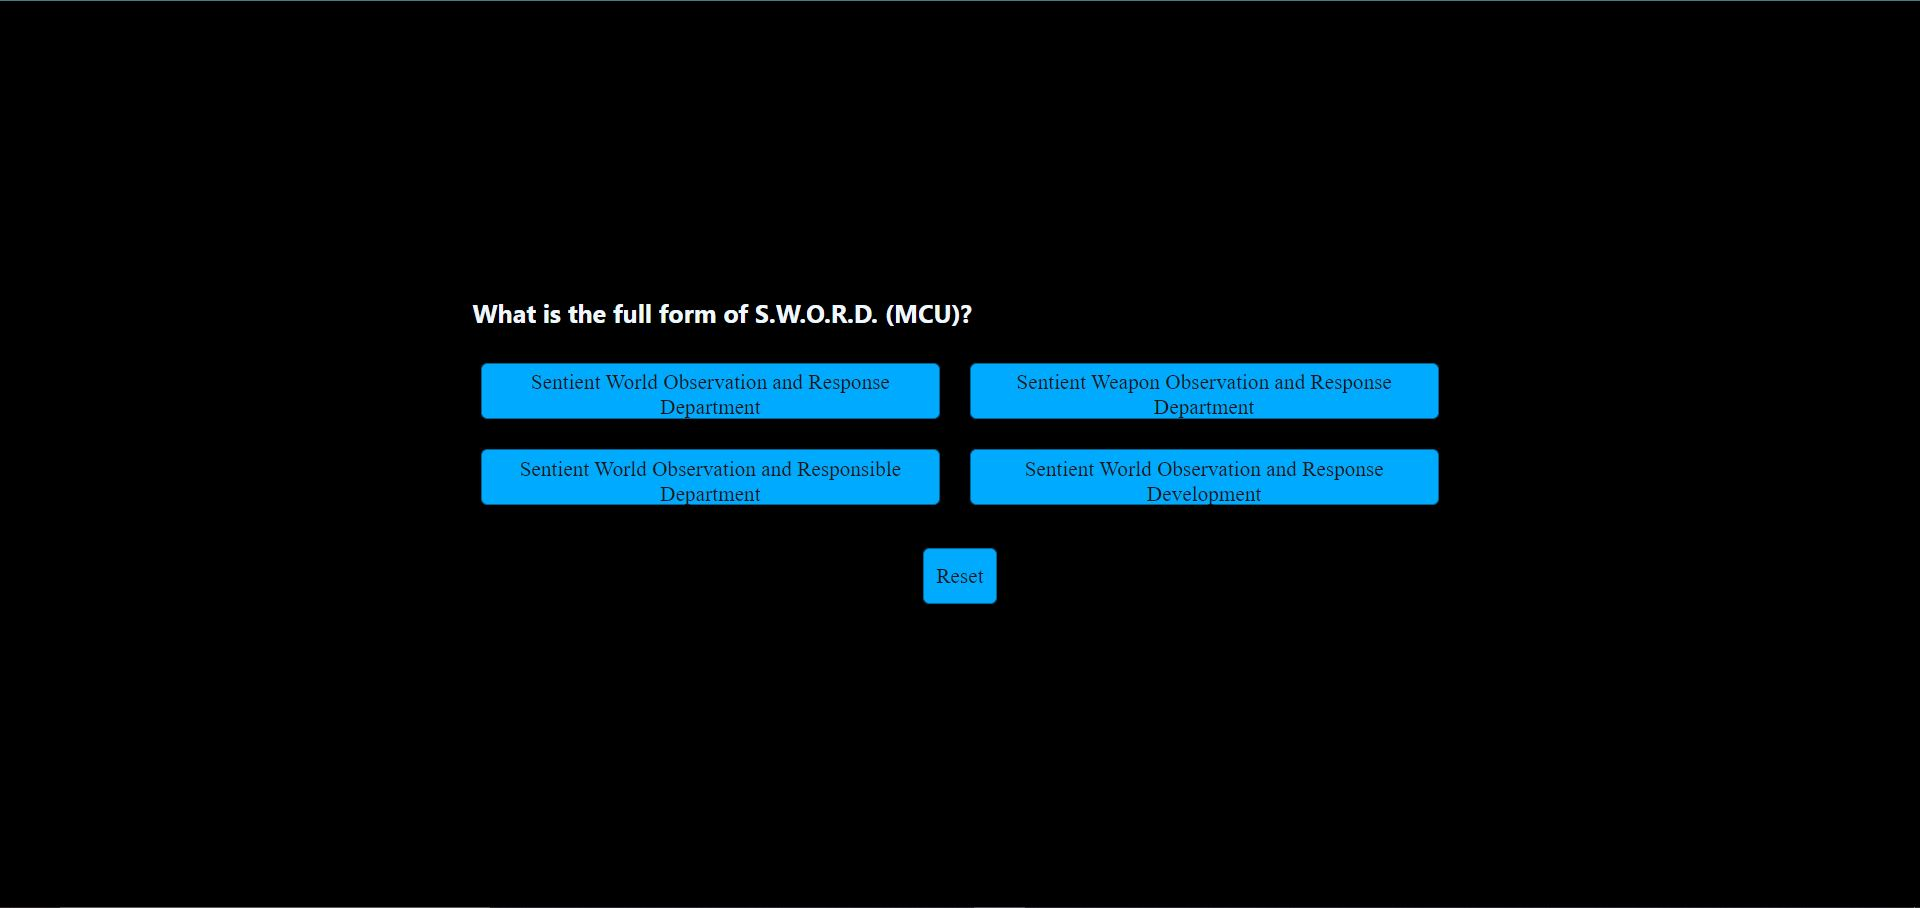 What is the full form of S.W.O.R.D. (MCU)?
Sentient World Observation and Response
Department
Sentient Weapon Observation and Response
Department
Sentient World Observation and Responsible
Department
Sentient World Observation and Response
Development
Reset